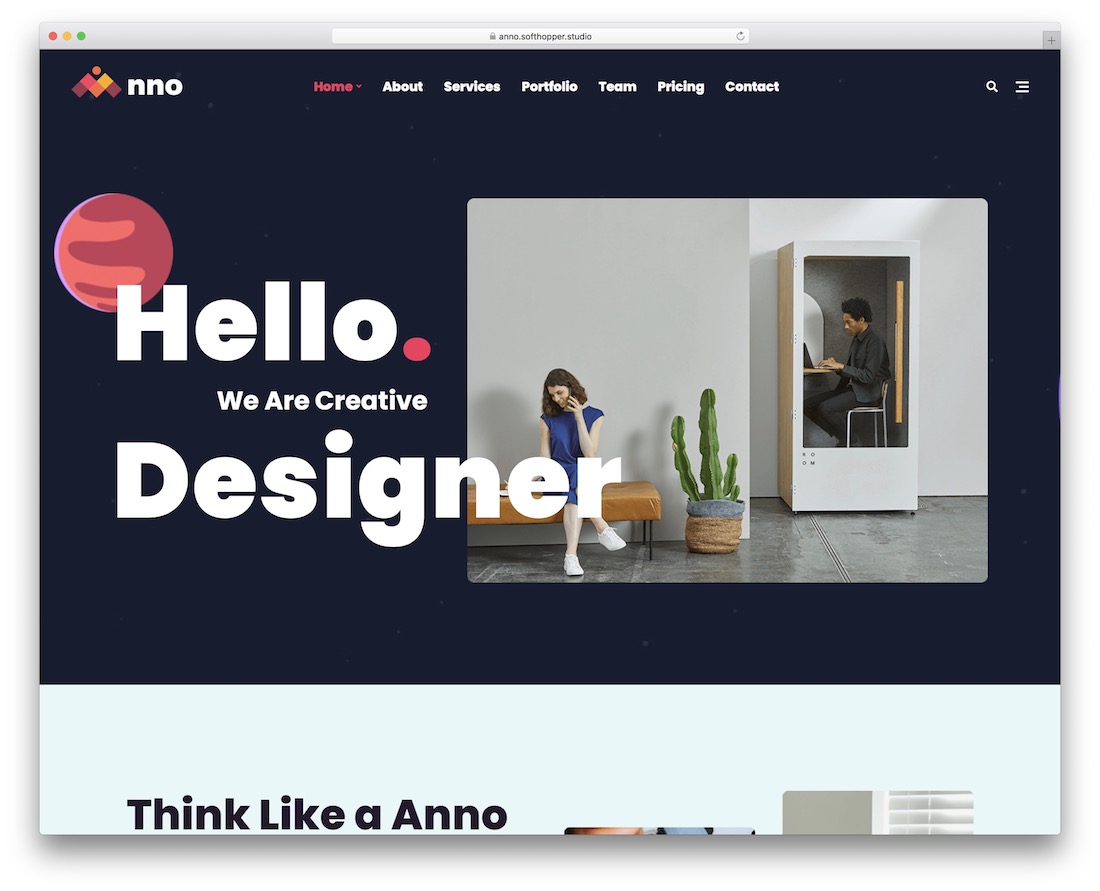 anno.softhopper.studio
nno
Home About Services Portfolio Team Pricing Contact
Hello.
We Are Creative
Designer
R O
O M
Think Like a Anno